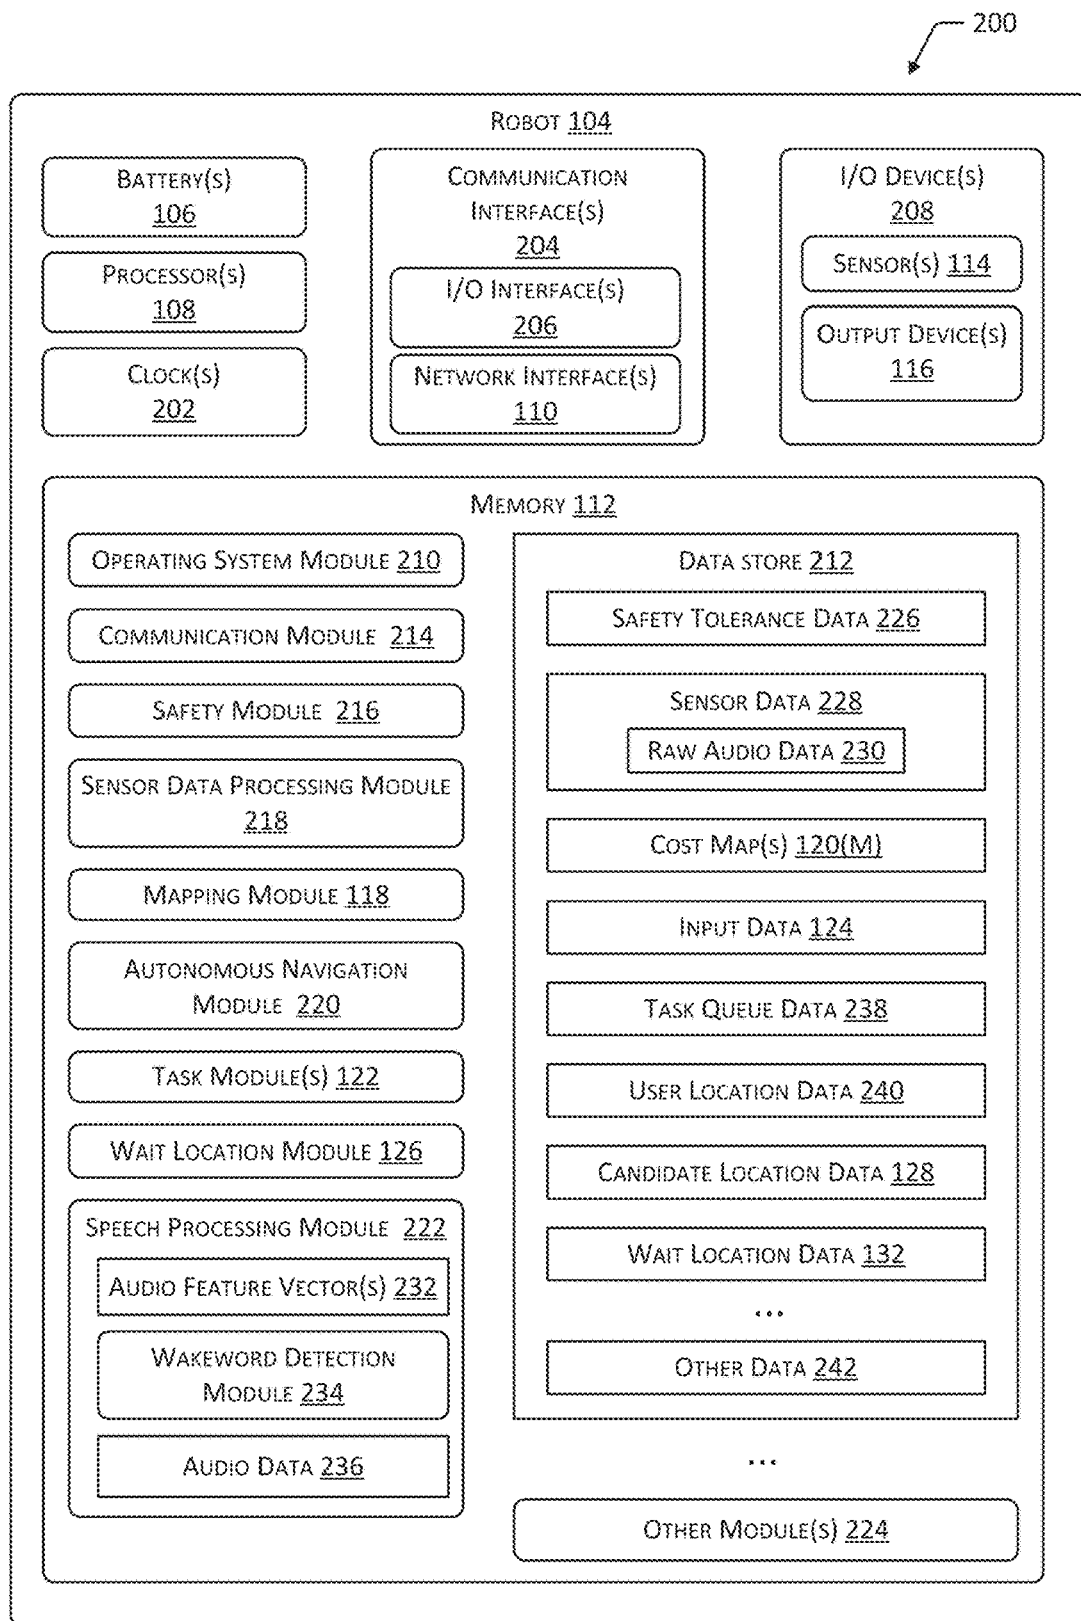 200
ROBOT 104
BATTERY(S)
106
PROCESSOR(S)
108
CLOCK(S)
202
COMMUNICATION
INTERFACE(S)
204
I/O INTERFACE(S)
206
NETWORK INTERFACE(S)
110
I/O DEVICE(S)
208
SENSOR(S) 114
OUTPUT DEVICE(S)
116
MEMORY 112
OPERATING SYSTEM MODULE 210
COMMUNICATION MODULE 214
SAFETY MODULE 216
SENSOR DATA PROCESSING MODULE
218
MAPPING MODULE 118
AUTONOMOUS NAVIGATION
MODULE 220
TASK MODULE(S) 122
WAIT LOCATION MODULE 126
SPEECH PROCESSING MODULE 222
AUDIO FEATURE VECTOR(S) 232
WAKEWORD DETECTION
MODULE 234
AUDIO DATA 236
DATA STORE 212
SAFETY TOLERANCE DATA 226
SENSOR DATA 228
RAW AUDIO DATA 230
COST MAP(S) 120(M)
INPUT DATA 124
TASK QUEUE DATA 238
USER LOCATION DATA 240
CANDIDATE LOCATION DATA 128
WAIT LOCATION DATA 132
...
OTHER DATA 242
...
OTHER MODULE(S) 224